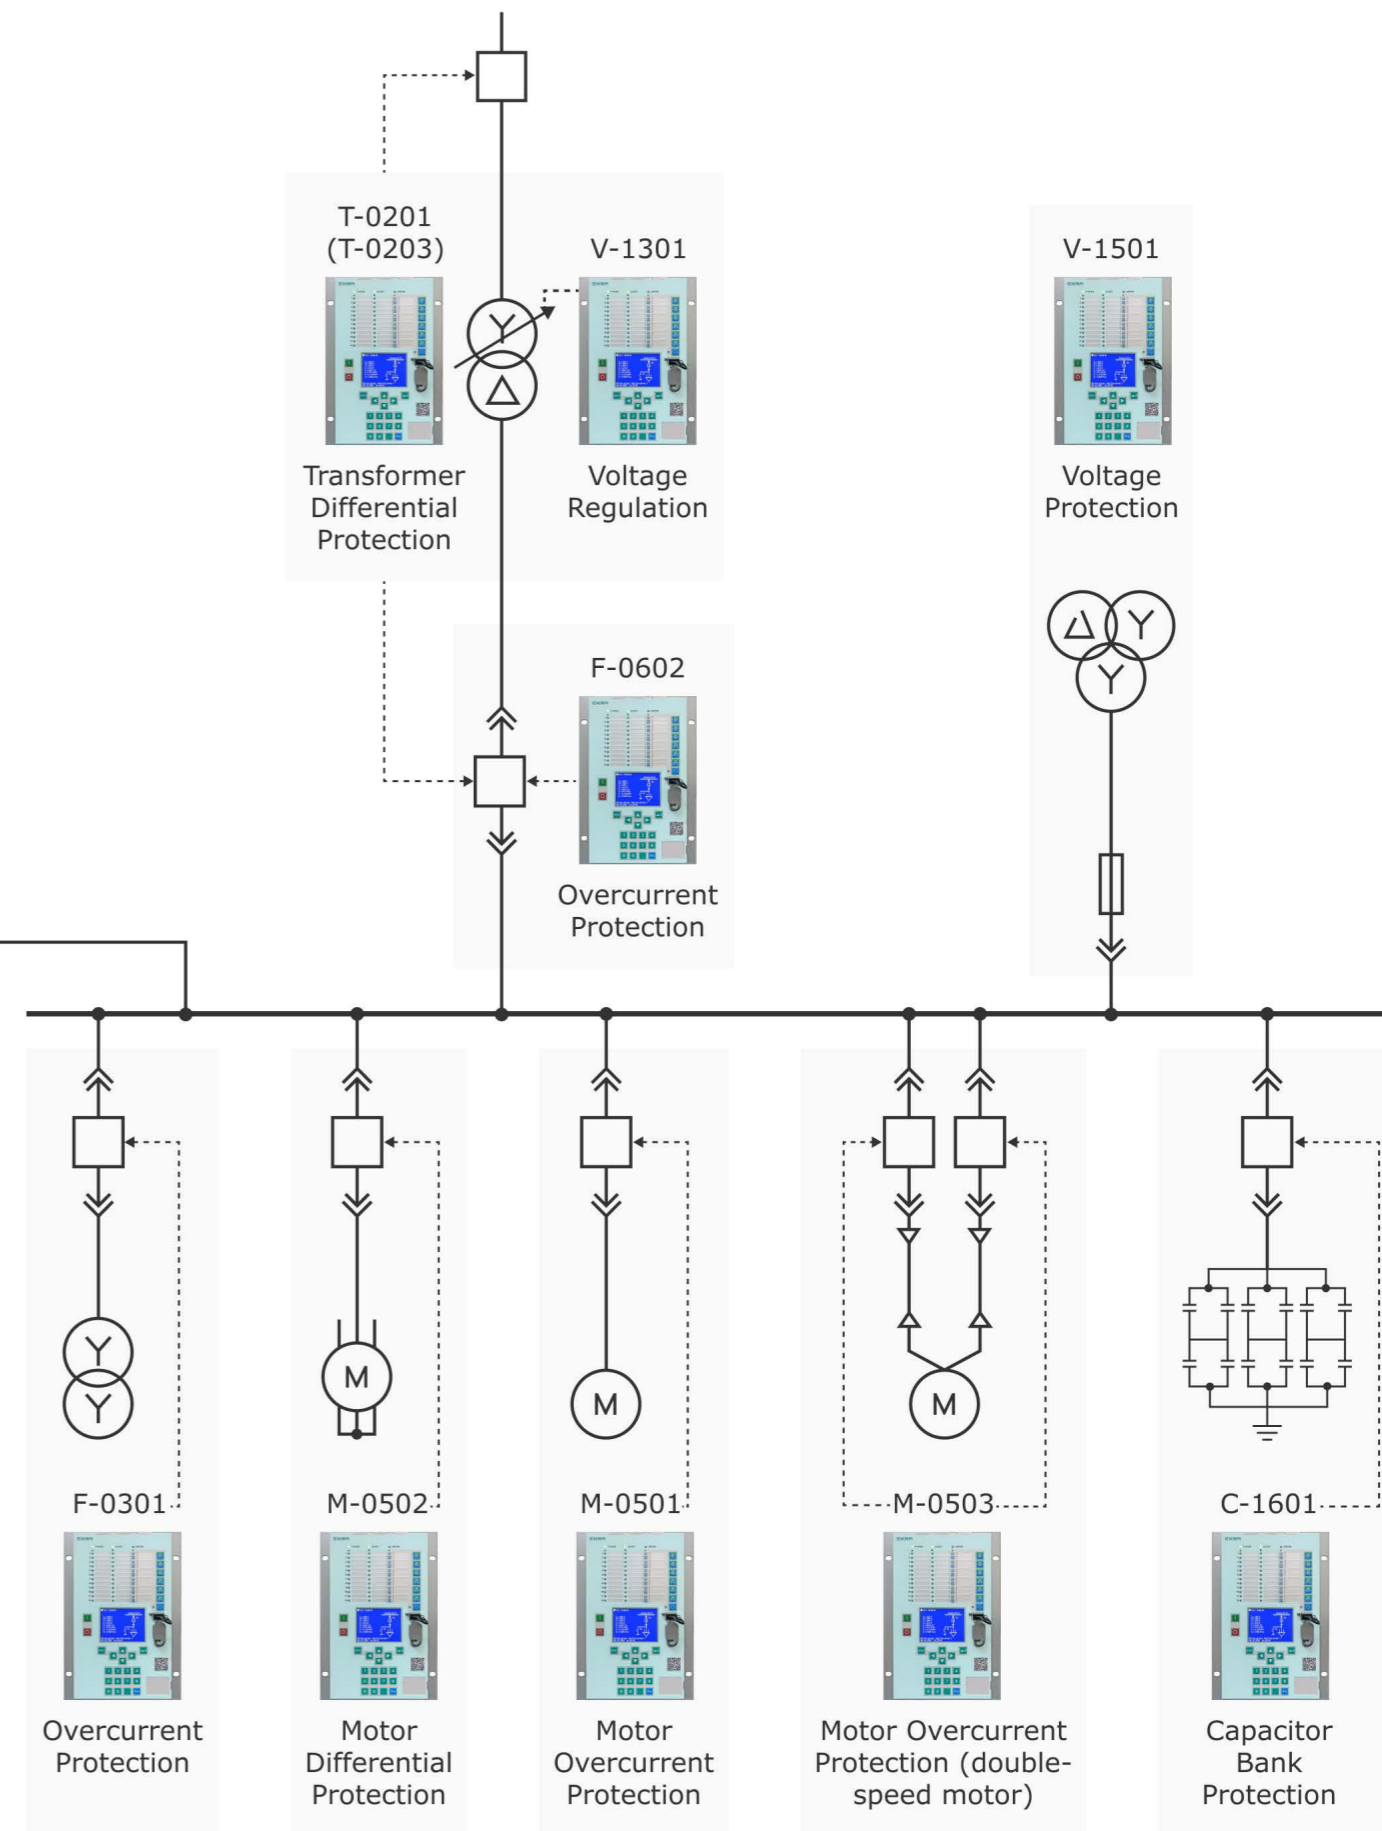 T-0201
(T-0203)
V-1301
V-1501
Y
Transformer
Differential
Protection
Voltage
Regulation
Voltage
Protection
Y
Y
F-0602
Overcurrent
Protection
Y
Y
M
M
M
F-0301
M-0502
M-0501
M-0503
C-1601
Overcurrent
Protection
Motor
Differential
Protection
Motor
Overcurrent
Protection
Motor Overcurrent
Protection (double-
speed motor)
Capacitor
Bank
Protection